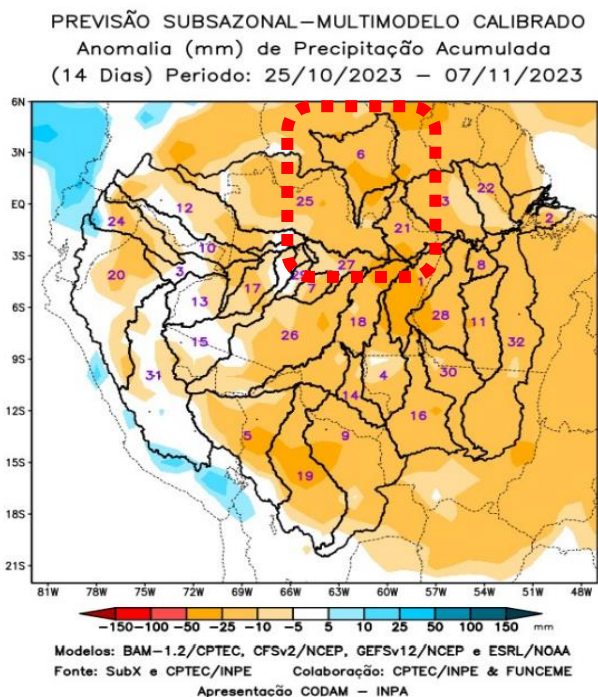 PREVISÃO SUBSAZONAL–MULTIMODELO CALIBRADO
Anomalia (mm) de Precipitação Acumulada
(14 Dias) Periodo: 25/10/2023 – 07/11/2023
6N
3N
EQ
3S
6S
9S
12S
15S
18S
21S
6
22
12
25
3
2
24
21
10
27
8
20
3
29
1
17
7
13
28
18
11
26
15
32
31
4
30
14
16
5
9
19
81W 78W 75W 72W 69W 66W 63W 60W 57W 54W 51W 48W
−150 −100 −50 −25 −10 −5 5 10 25 50 100 150 mm
Modelos: BAM–1.2/CPTEC, CFSv2/NCEP, GEFSv12/NCEP e ESRL/NOAA
Fonte: SubX e CPTEC/INPE Colaboração: CPTEC/INPE & FUNCEME
Apresentação CODAM – INPA